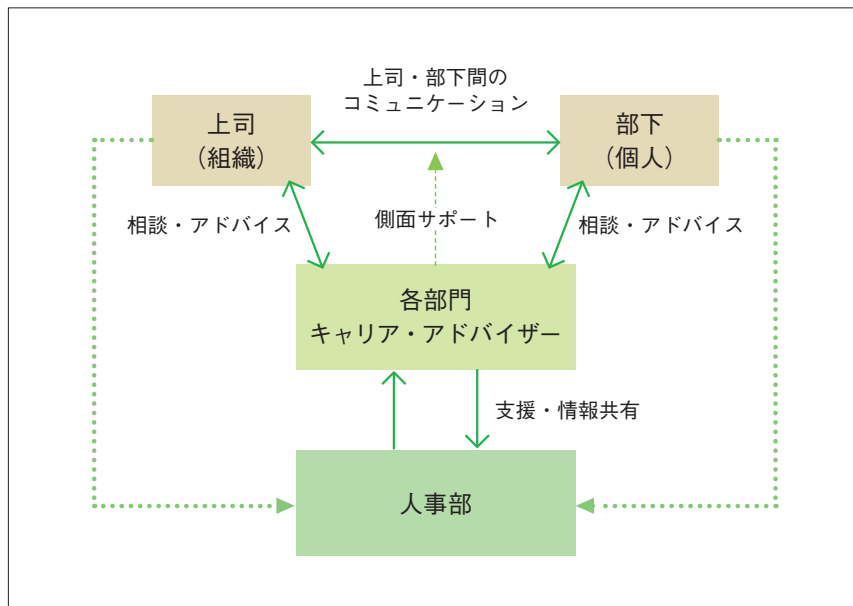 上司・部下間の
コミュニケーション
上司
（組織）
部下
（個人）
相談・アドバイス
側面サポート
相談・アドバイス
各部門
キャリア・アドバイザー
支援・情報共有
人事部